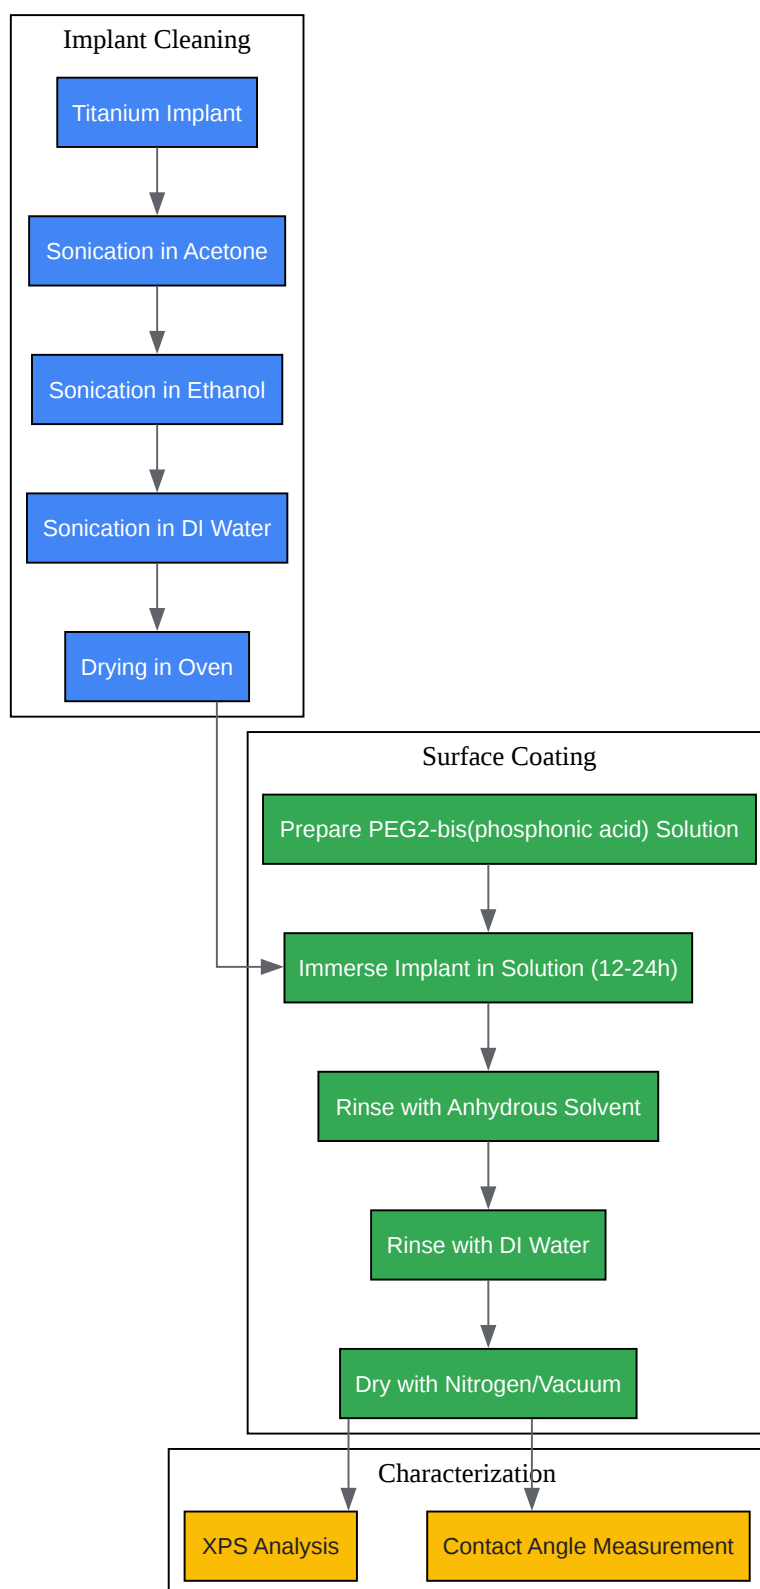 Implant Cleaning
Titanium Implant
Sonication in Acetone
Sonication in Ethanol
Sonication in DI Water
Drying in Oven
Surface Coating
Prepare PEG2-bis(phosphonic acid) Solution
Immerse Implant in Solution (12-24h)
Rinse with Anhydrous Solvent
Rinse with DI Water
Dry with Nitrogen/Vacuum
Characterization
XPS Analysis
Contact Angle Measurement